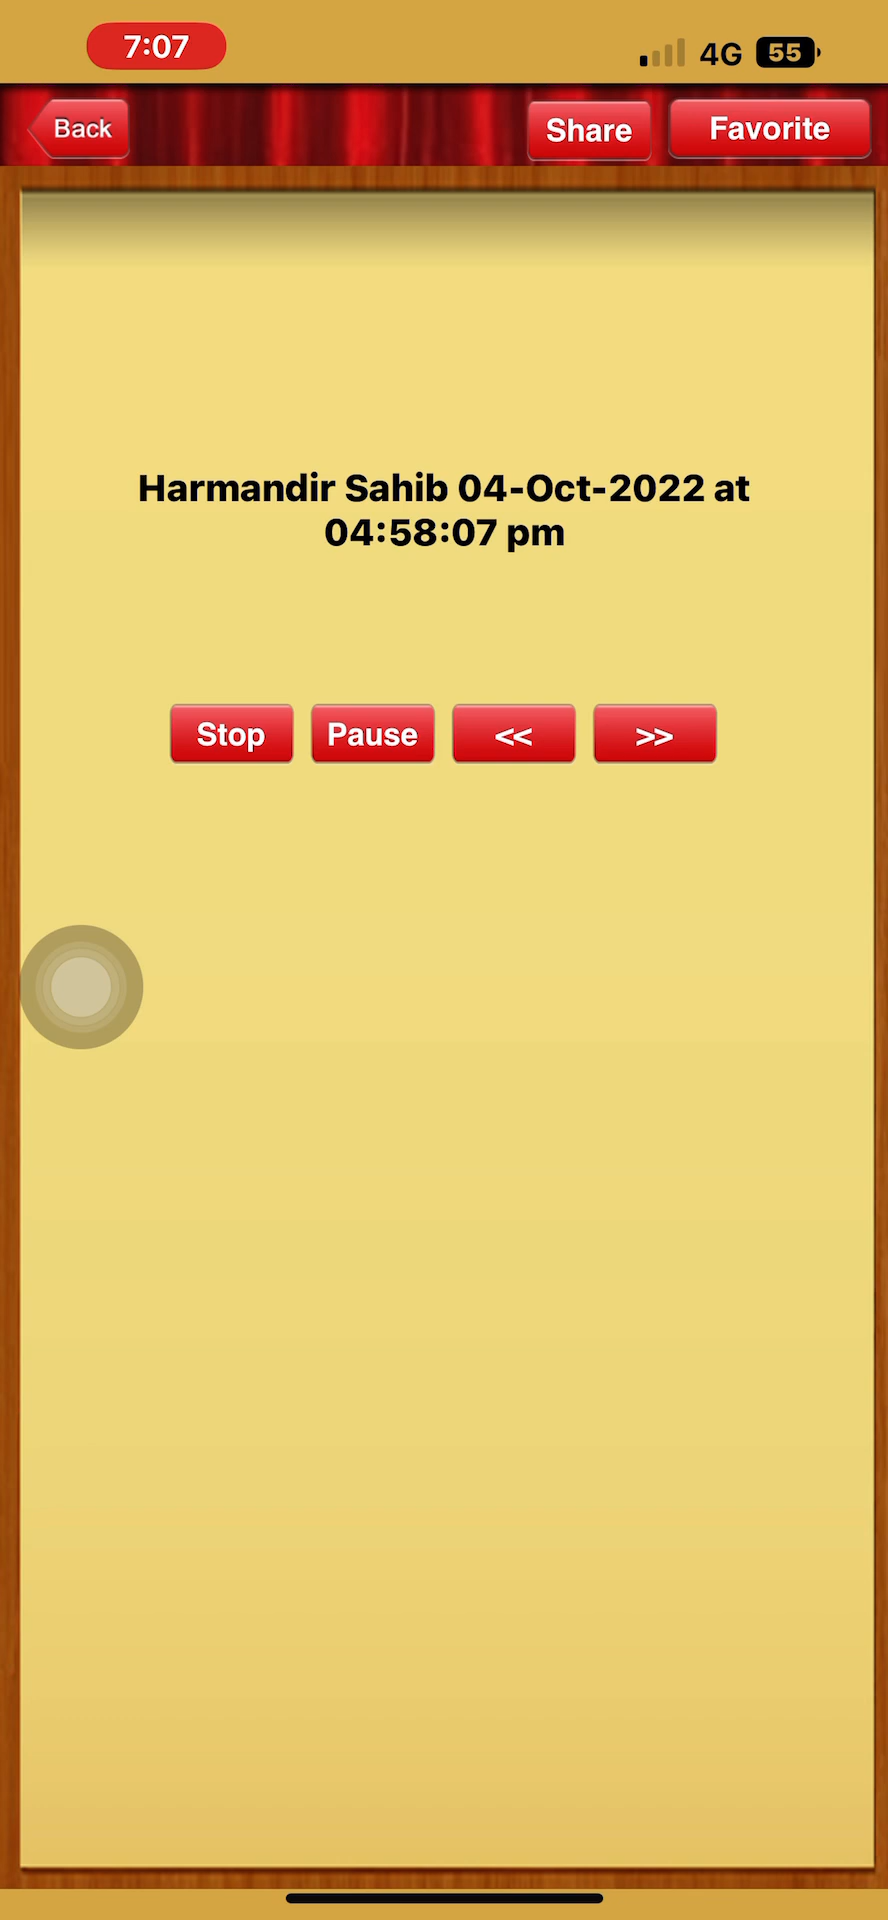 7:07
4G
55
Back
Share
Favorite
Harmandir Sahib 04-Oct-2022 at
04:58:07 pm
Stop
Pause
<<
>>